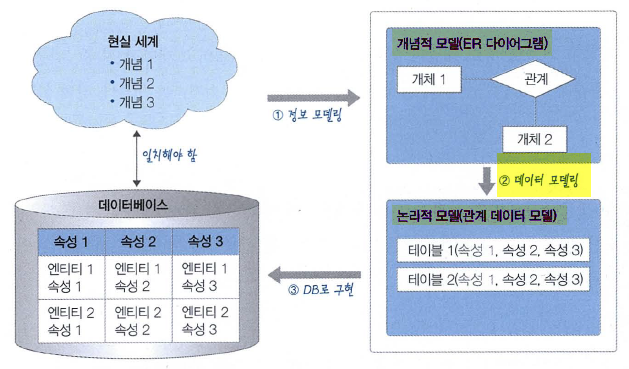 현실 세계
• 개념 1
• 개념 2
• 개념 3
① 정보 모델링
일치해야 함
개념적 모델(ER 다이어그램)
개체 1
관계
개체 2
② 데이터 모델링
논리적 모델(관계 데이터 모델)
테이블 1(속성 1, 속성 2, 속성 3)
테이블 2(속성 1, 속성 2, 속성 3)
③ DB로 구현
데이터베이스
속성 1 속성 2 속성 3
엔티티 1 엔티티 1 엔티티 1
속성 1 속성 2 속성 3
엔티티 2 엔티티 2 엔티티 2
속성 1 속성 2 속성 3